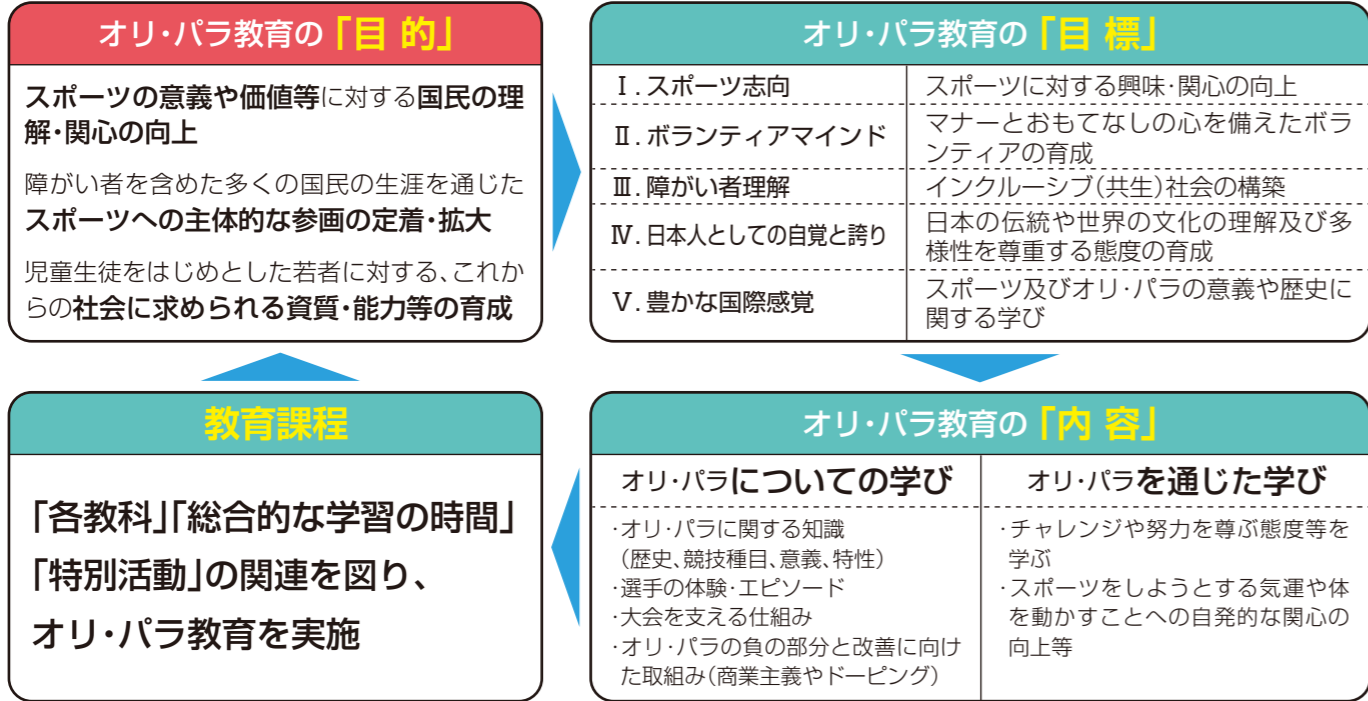 オリ・パラ教育の「目 的」
スポーツの意義や価値等に対する国民の理
解・関心の向上
障がい者を含めた多くの国民の生涯を通じた
スポーツへの主体的な参画の定着・拡大
児童生徒をはじめとした若者に対する、これか
らの社会に求められる資質・能力等の育成
オリ・パラ教育の「目 標」
Ⅰ.スポーツ志向
スポーツに対する興味・関心の向上
Ⅱ.ボランティアマインド
マナーとおもてなしの心を備えたボラ
ンティアの育成
Ⅲ.障がい者理解
インクルーシブ(共生)社会の構築
Ⅳ.日本人としての自覚と誇り
日本の伝統や世界の文化の理解及び多
様性を尊重する態度の育成
Ⅴ.豊かな国際感覚
スポーツ及びオリ・パラの意義や歴史に
関する学び
オリ・パラ教育の「内 容」
オリ・パラについての学び
・オリ・パラに関する知識
(歴史、競技種目、意義、特性)
・選手の体験・エピソード
・大会を支える仕組み
・オリ・パラの負の部分と改善に向け
た取組み(商業主義やドーピング)
オリ・パラを通じた学び
・チャレンジや努力を尊ぶ態度等を
学ぶ
・スポーツをしようとする気運や体
を動かすことへの自発的な関心の
向上等
教育課程
「各教科」「総合的な学習の時間」
「特別活動」の関連を図り、
オリ・パラ教育を実施